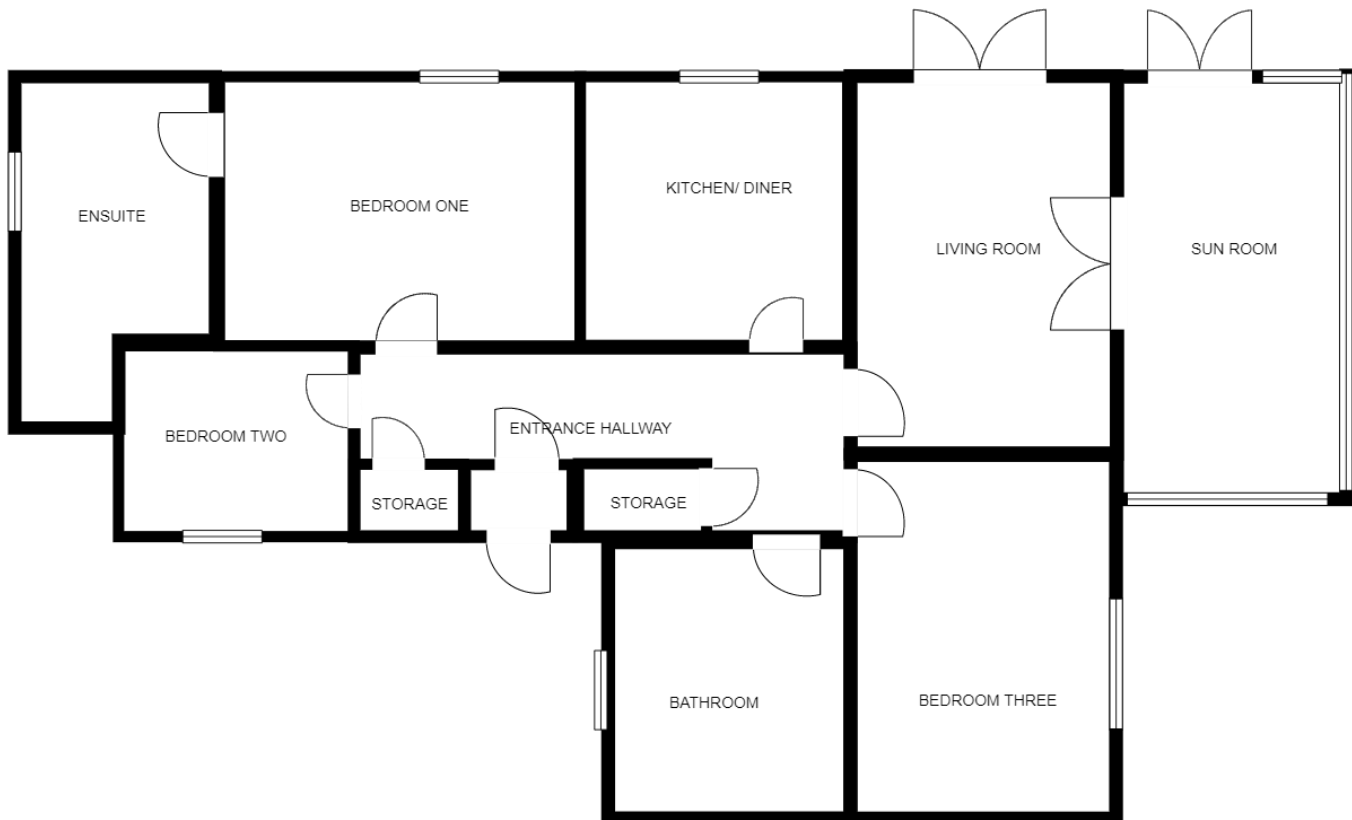 KITCHEN/ DINER
BEDROOM ONE
ENSUITE
LIVING ROOM
SUN ROOM
ENTRANCE HALLWAY
BEDROOM TWO
STORAGE
STORAGE
BATHROOM
BEDROOM THREE